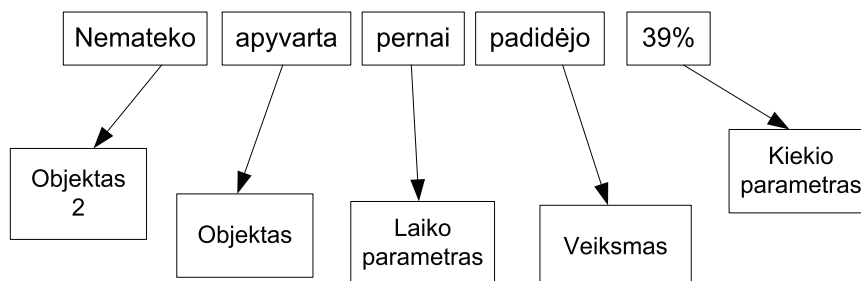 Nemateko apyvarta pernai padidėjo 39%
Objektas
2
Objektas
Laiko
parametras
Veiksmas
Kiekio
parametras